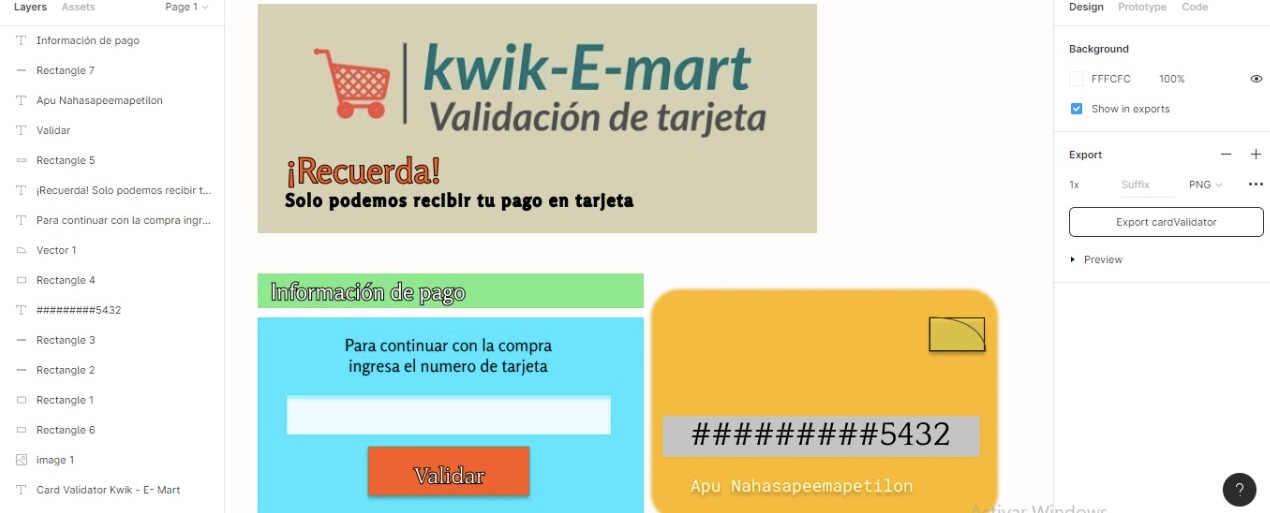 Layers Assets Page 1
Información de pago
Rectangle 7
Apu Nahasapeemapetilon
Validar
Rectangle 5
¡Recuerda! Solo podemos recibir t...
Para continuar con la compra ingr...
Vector 1
Rectangle 4
#########5432
Rectangle 3
Rectangle 2
Rectangle 1
Rectangle 6
image 1
Card Validator Kwik - E- Mart
kwik-E-mart
Validación de tarjeta
¡Recuerda!
Solo podemos recibir tu pago en tarjeta
Información de pago
Para continuar con la compra
ingresa el numero de tarjeta
Validar
#########5432
Apu Nahasapeemapetilon
Activar Windows
Design Prototype Code
Background
FFFCFC 100%
Show in exports
Export
1x Suffix PNG
Export cardValidator
Preview
?